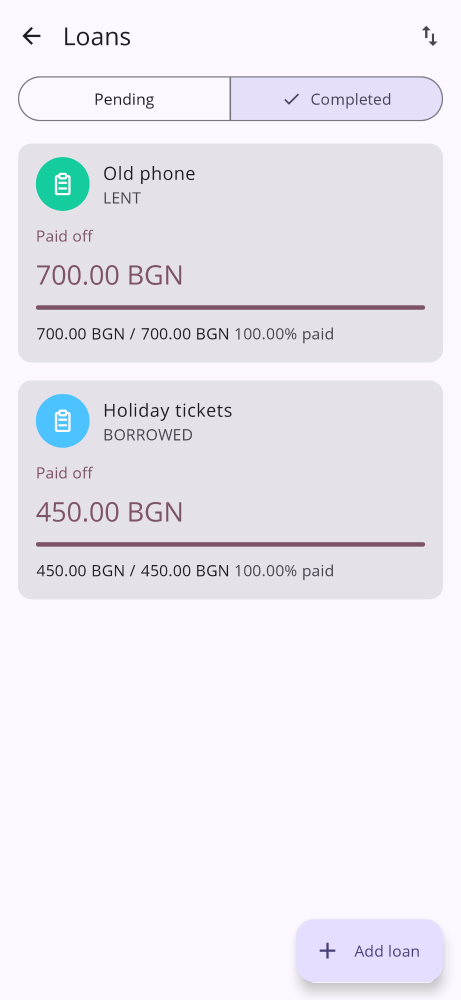 Loans
Pending
Completed
Old phone
LENT
Paid off
700.00 BGN
700.00 BGN / 700.00 BGN 100.00% paid
Holiday tickets
BORROWED
Paid off
450.00 BGN
450.00 BGN / 450.00 BGN 100.00% paid
Add loan